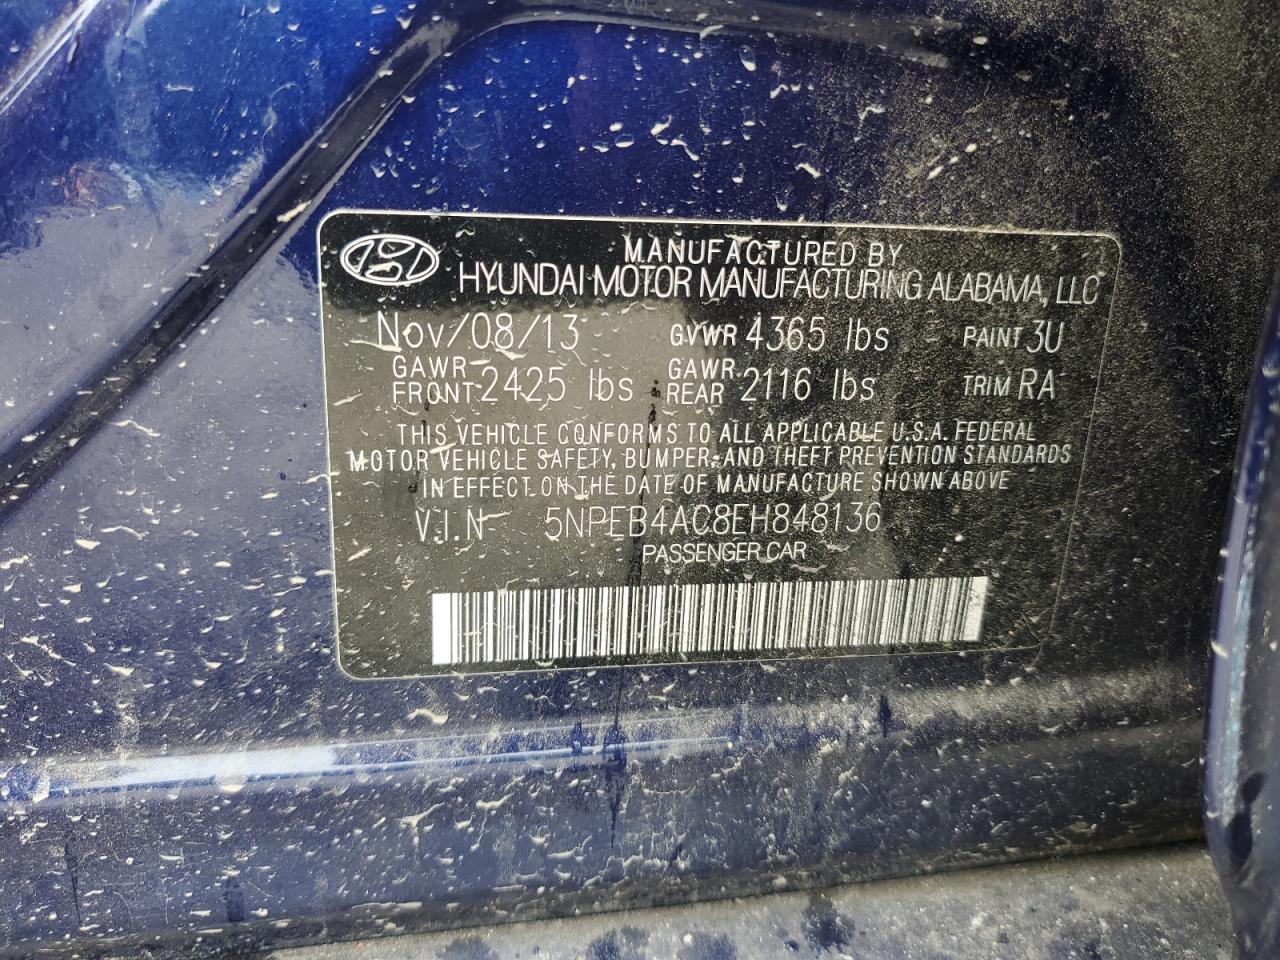 MANUFACTURED BY
HYUNDAI MOTOR MANUFACTURING ALABAMA, LLC
NOV/08/13 GVWR 4365 lbs PAINT 3U
GAWR FRONT 2425 lbs GAWR REAR 2116 lbs TRIM RA
THIS VEHICLE CONFORMS TO ALL APPLICABLE U.S.A. FEDERAL
MOTOR VEHICLE SAFETY, BUMPER, AND THEFT PREVENTION STANDARDS
IN EFFECT ON THE DATE OF MANUFACTURE SHOWN ABOVE
V.I.N 5NPEB4AC8EH848136
PASSENGER CAR